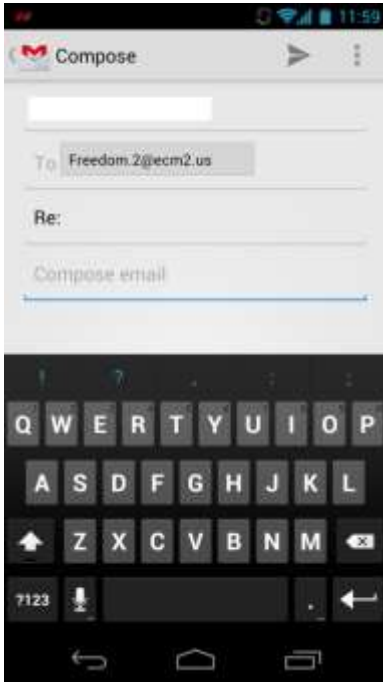 11:59
Compose
To Freedom.2@ecm2.us
Re:
Compose email
! ? , : ;
Q W E R T Y U I O P
A S D F G H J K L
Z X C V B N M
?123 .